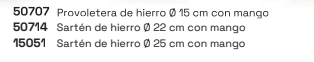 50707 Provoletera de hierro Ø 15 cm con mango
50714 Sartén de hierro Ø 22 cm con mango
15051 Sartén de hierro Ø 25 cm con mango